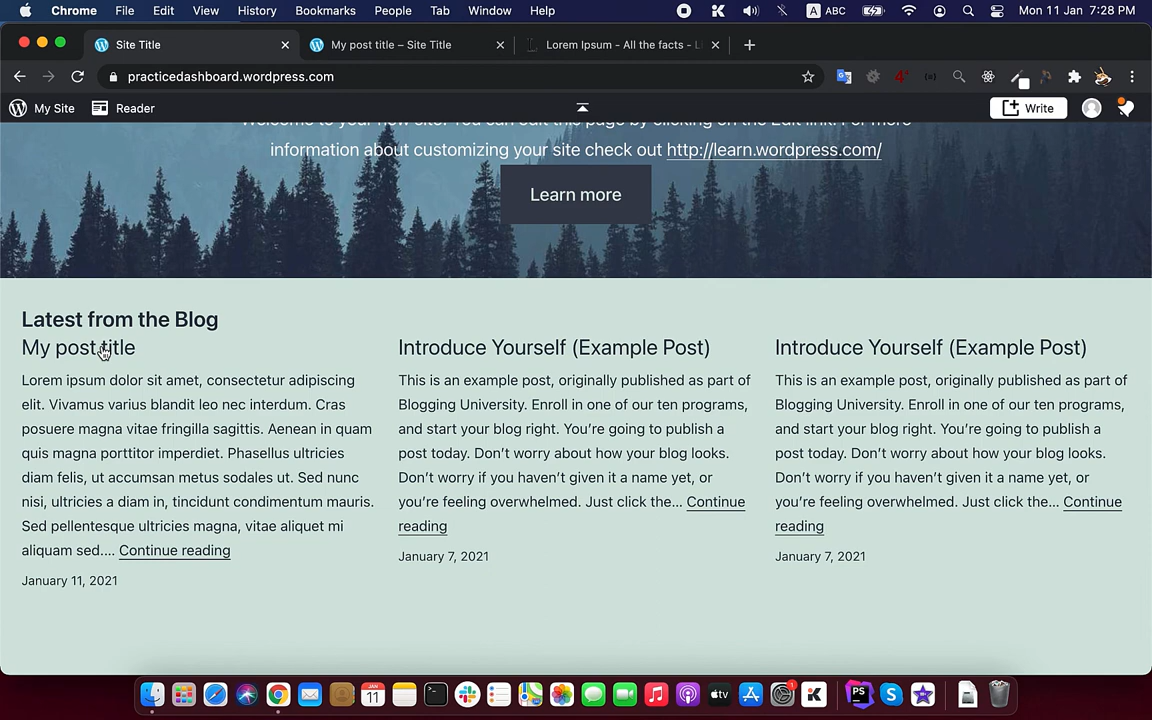 Chrome File Edit View History Bookmarks People Tab Window Help ABC Mon 11 Jan 7:28 PM
Site Title
My post title – Site Title
Lorem Ipsum - All the facts - L
practicedashboard.wordpress.com
My Site Reader Write
Welcome to your new site. You can edit this page by clicking on the Edit link. For more
information about customizing your site check out http://learn.wordpress.com/
Learn more
Latest from the Blog
My post title
Lorem ipsum dolor sit amet, consectetur adipiscing
elit. Vivamus varius blandit leo nec interdum. Cras
posuere magna vitae fringilla sagittis. Aenean in quam
quis magna porttitor imperdiet. Phasellus ultricies
diam felis, ut accumsan metus sodales ut. Sed nunc
nisi, ultricies a diam in, tincidunt condimentum mauris.
Sed pellentesque ultricies magna, vitae aliquet mi
aliquam sed.... Continue reading
January 11, 2021
Introduce Yourself (Example Post)
This is an example post, originally published as part of
Blogging University. Enroll in one of our ten programs,
and start your blog right. You’re going to publish a
post today. Don’t worry about how your blog looks.
Don’t worry if you haven’t given it a name yet, or
you’re feeling overwhelmed. Just click the... Continue
reading
January 7, 2021
Introduce Yourself (Example Post)
This is an example post, originally published as part of
Blogging University. Enroll in one of our ten programs,
and start your blog right. You’re going to publish a
post today. Don’t worry about how your blog looks.
Don’t worry if you haven’t given it a name yet, or
you’re feeling overwhelmed. Just click the... Continue
reading
January 7, 2021